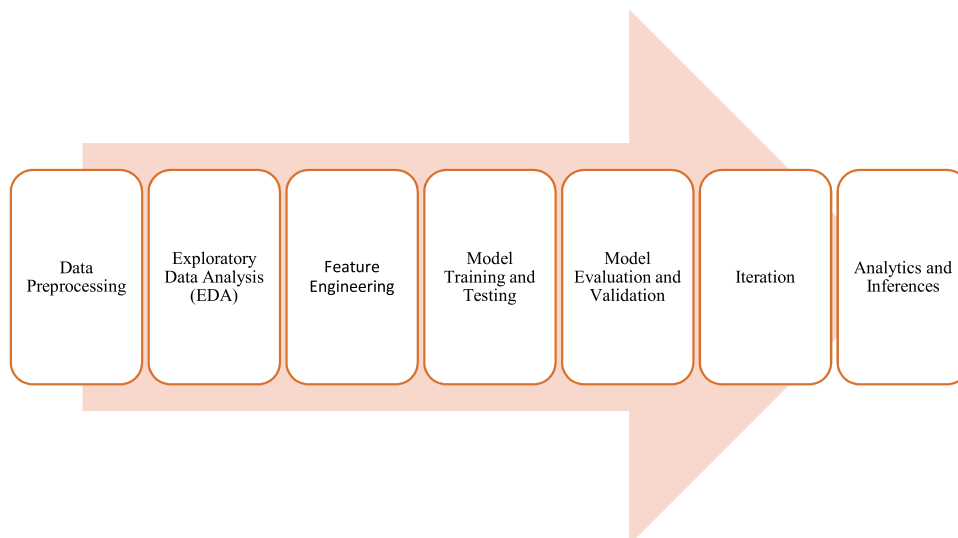 Data
Preprocessing
Exploratory
Data Analysis
(EDA)
Feature
Engineering
Model
Training and
Testing
Model
Evaluation and
Validation
Iteration
Analytics and
Inferences